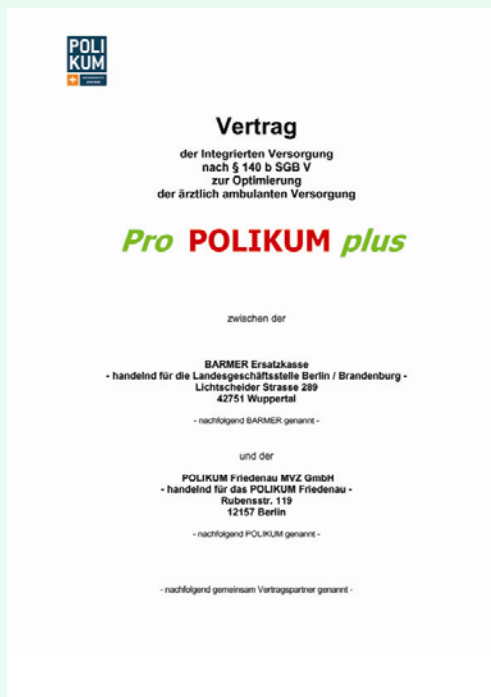 POLI
KUM
Vertrag
der Integrierten Versorgung
nach § 140 b SGB V
zur Optimierung
der ärztlich ambulanten Versorgung
Pro POLIKUM plus
zwischen der
BARMER Ersatzkasse
- handelnd für die Landesgeschäftsstelle Berlin / Brandenburg -
Lichtscheider Strasse 289
42751 Wuppertal
- nachfolgend BARMER genannt -
und der
POLIKUM Friedenau MVZ GmbH
- handelnd für das POLIKUM Friedenau -
Rubensstr. 119
12157 Berlin
- nachfolgend POLIKUM genannt -
- nachfolgend gemeinsam Vertragspartner genannt -